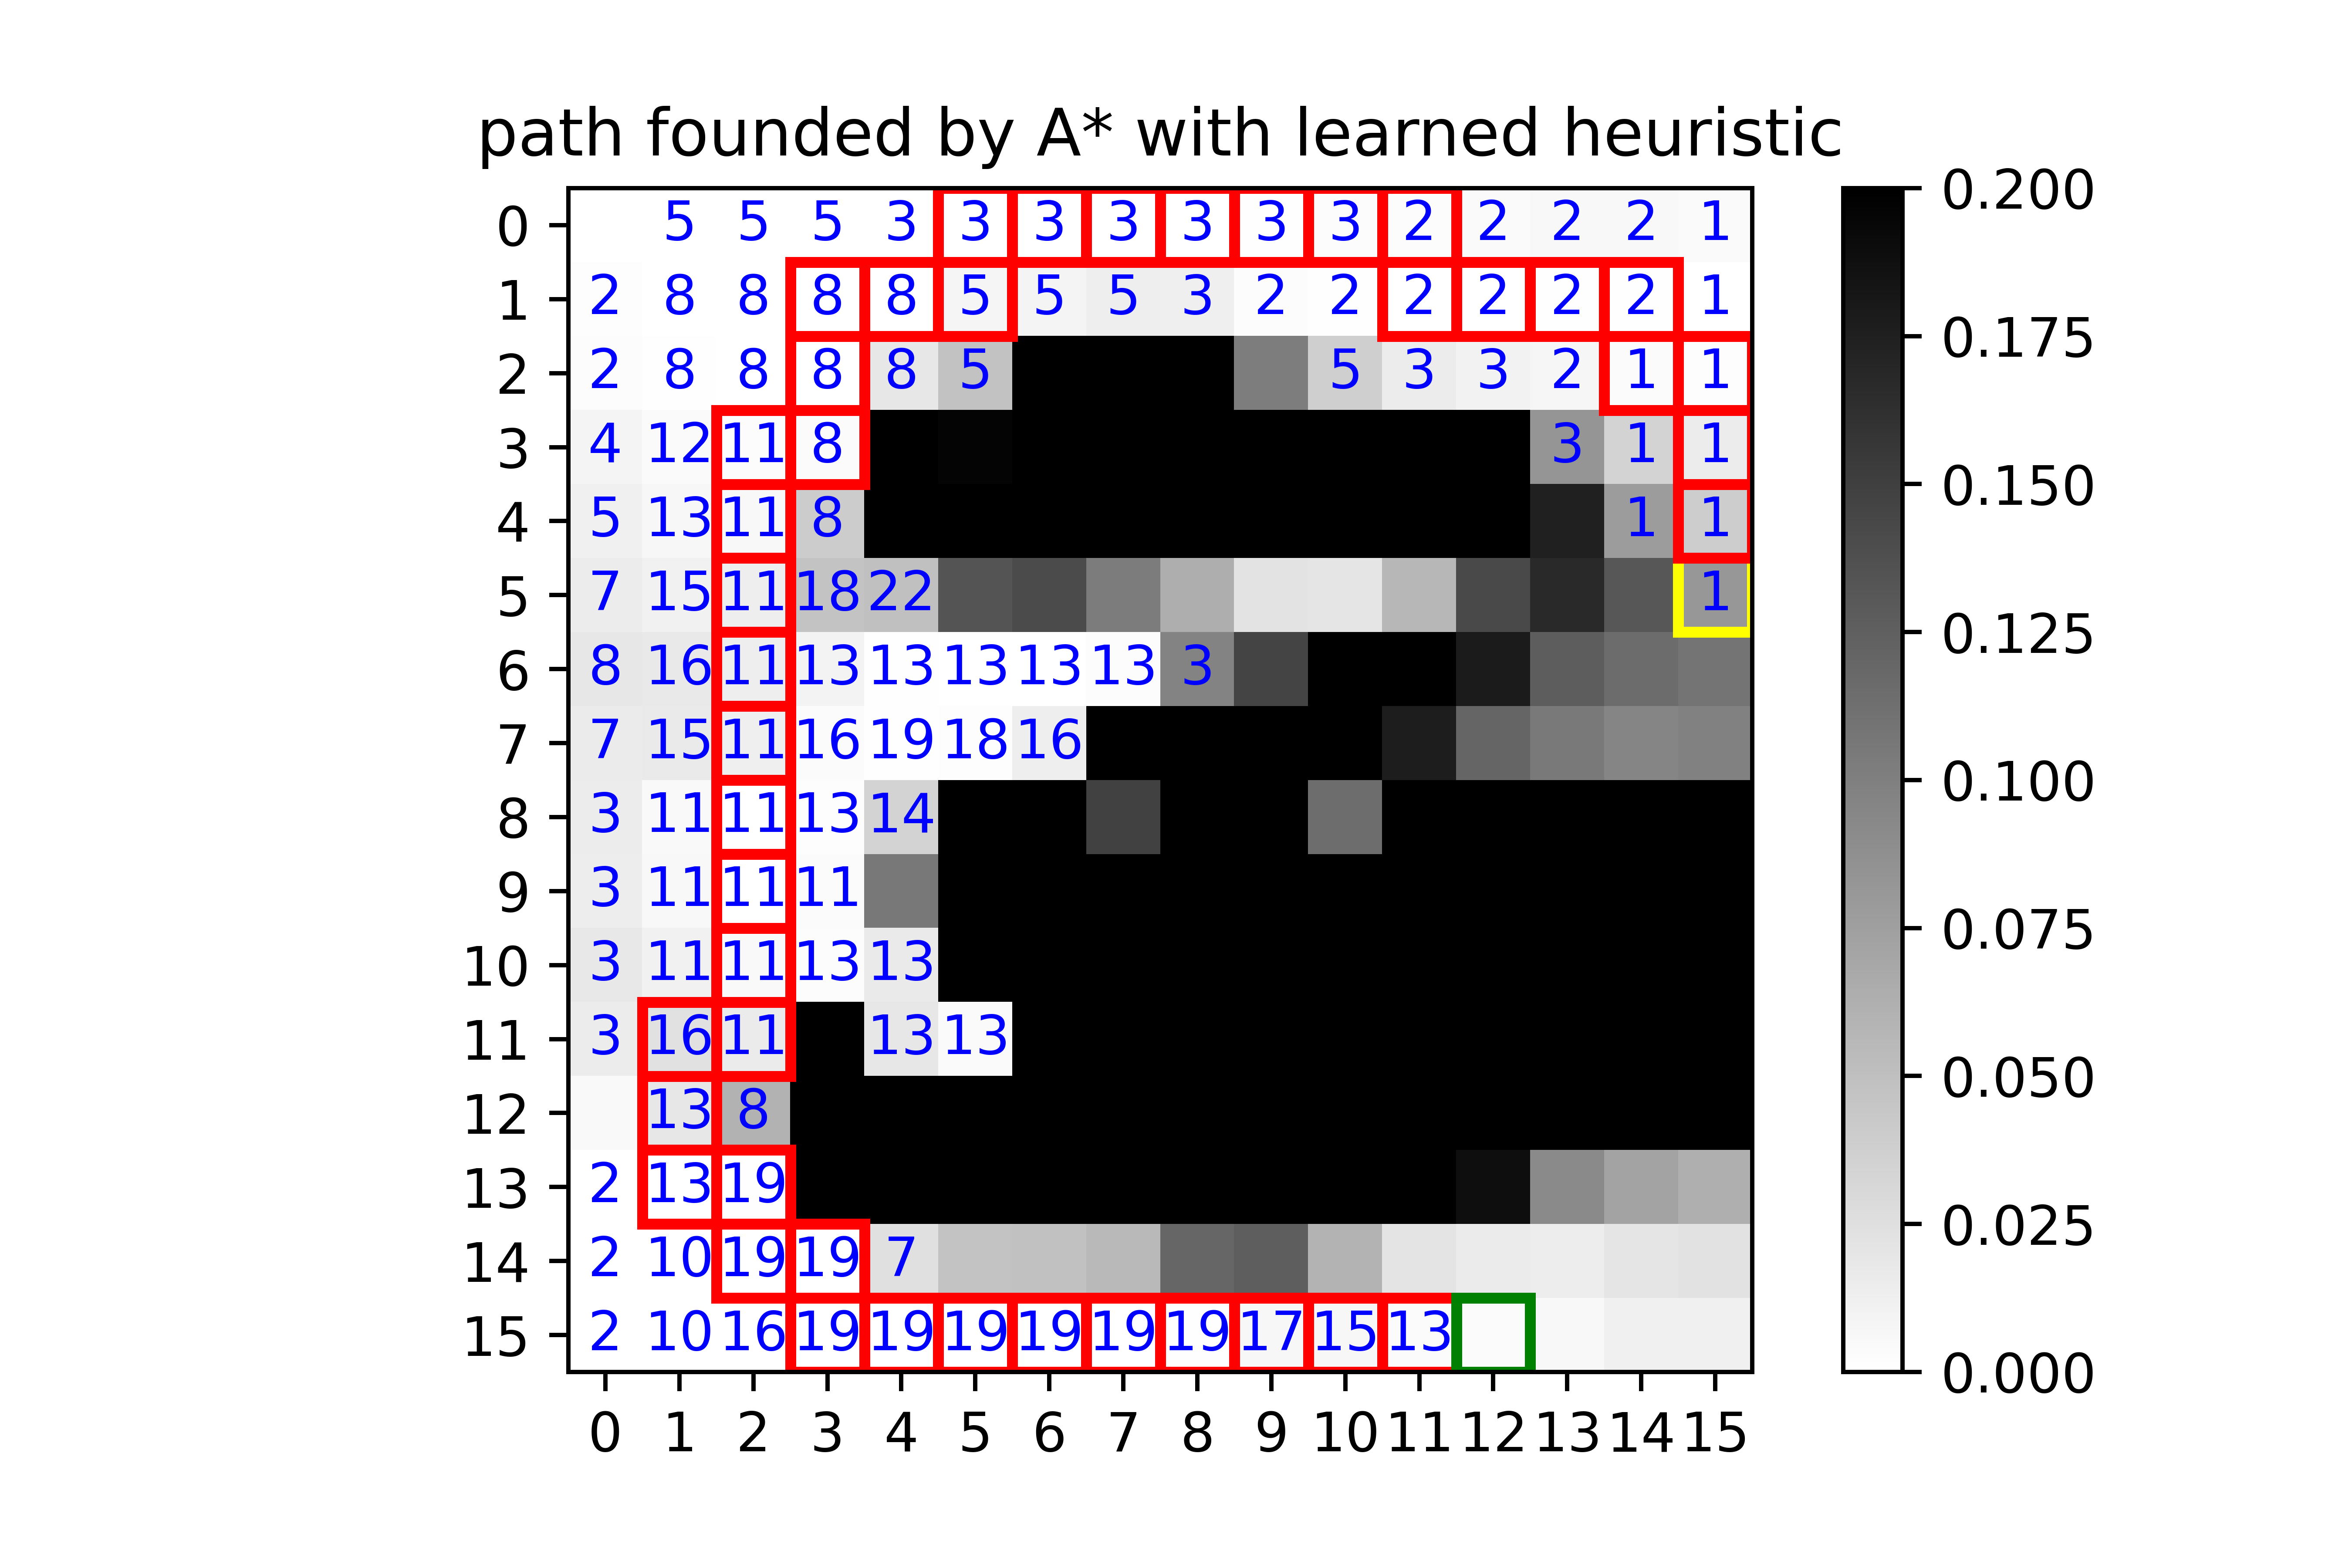 path founded by A* with learned heuristic
0 5 5 5 3 3 3 3 3 3 3 2 2 2 2 1 0.200
1 2 8 8 8 8 5 5 5 3 2 2 2 2 2 2 1
0.175
2 2 8 8 8 8 5 5 3 3 2 1 1
3 4 12 11 8 3 1 1
0.150
4 5 13 11 8 1 1
5 7 15 11 18 22 1
0.125
6 8 16 11 13 13 13 13 13 3
7 7 15 11 16 19 18 16
0.100
8 3 11 11 13 14
9 3 11 11 11
0.075
10 3 11 11 13 13
11 3 16 11 13 13
0.050
12 13 8
13 2 13 19
0.025
14 2 10 19 19 7
15 2 10 16 19 19 19 19 19 19 17 15 13
0.000
0 1 2 3 4 5 6 7 8 9 10 11 12 13 14 15